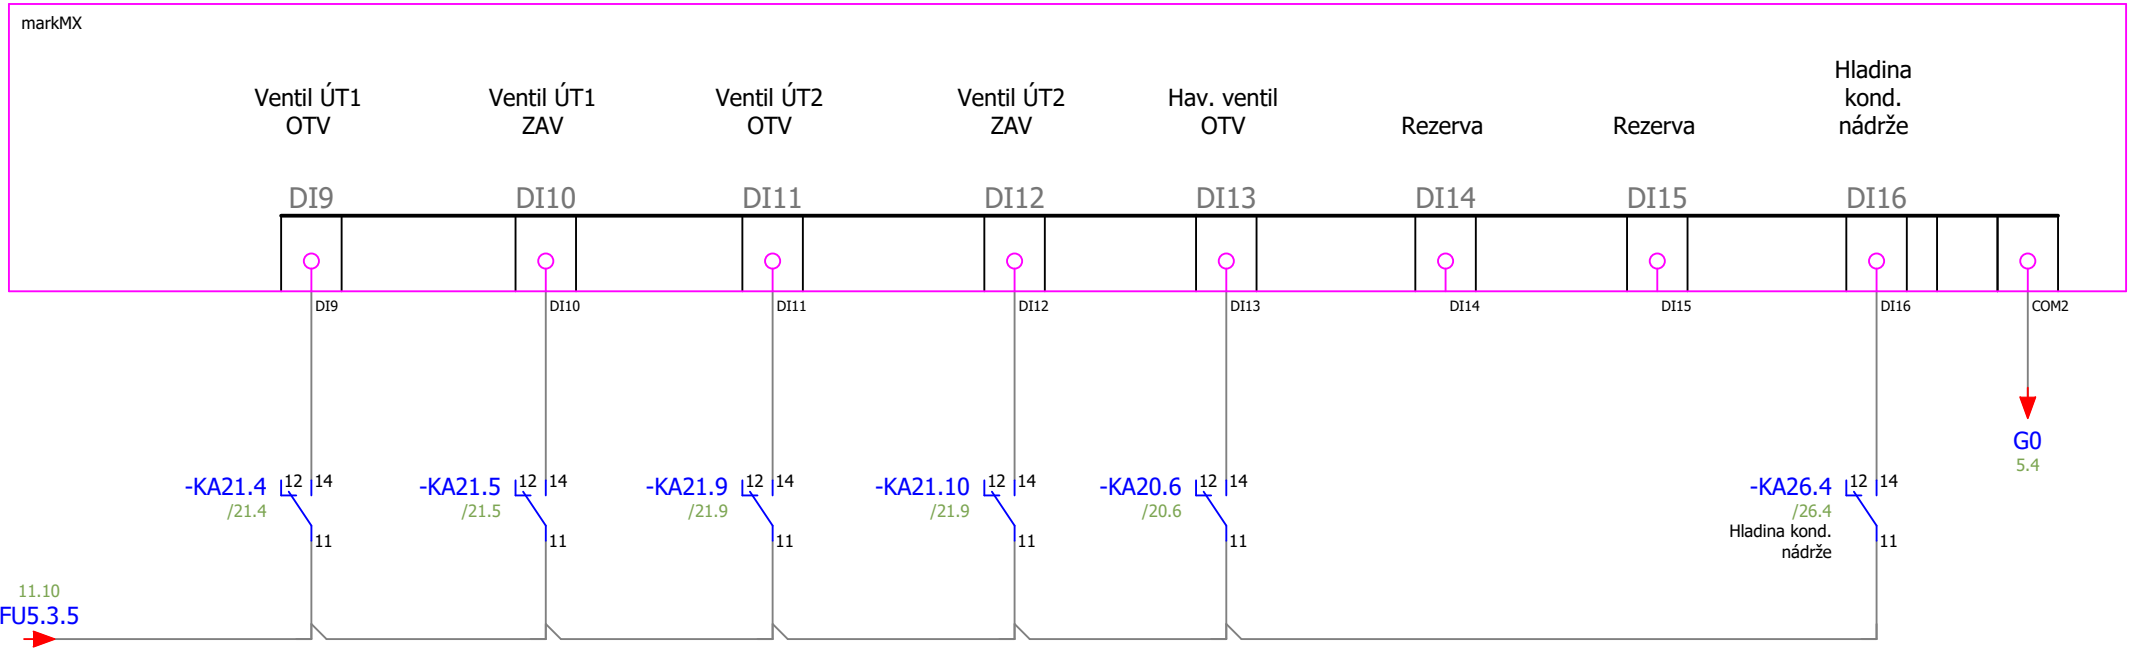 markMX
Ventil ÚT1
OTV
Ventil ÚT1
ZAV
Ventil ÚT2
OTV
Ventil ÚT2
ZAV
Hav. ventil
OTV
Rezerva
Rezerva
Hladina
kond.
nádrže
DI9
DI10
DI11
DI12
DI13
DI14
DI15
DI16
DI9
DI10
DI11
DI12
DI13
DI14
DI15
DI16
COM2
G0
5.4
-KA21.4
/21.4
12
14
11
-KA21.5
/21.5
12
14
11
-KA21.9
/21.9
12
14
11
-KA21.10
/21.9
12
14
11
-KA20.6
/20.6
12
14
11
-KA26.4
/26.4
Hladina kond.
nádrže
12
14
11
11.10
FU5.3.5